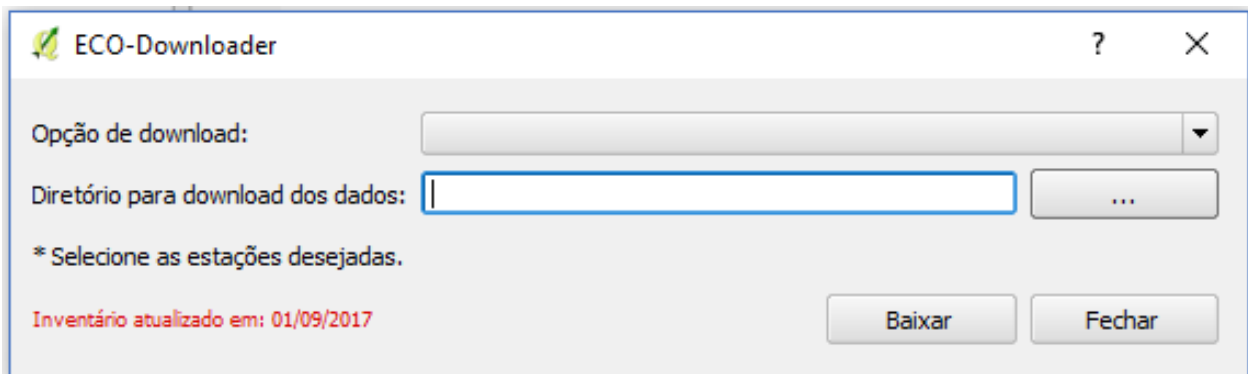 ECO-Downloader ?
Opção de download:
Diretório para download dos dados: ...
* Selecione as estações desejadas.
Inventário atualizado em: 01/09/2017 Baixar Fechar